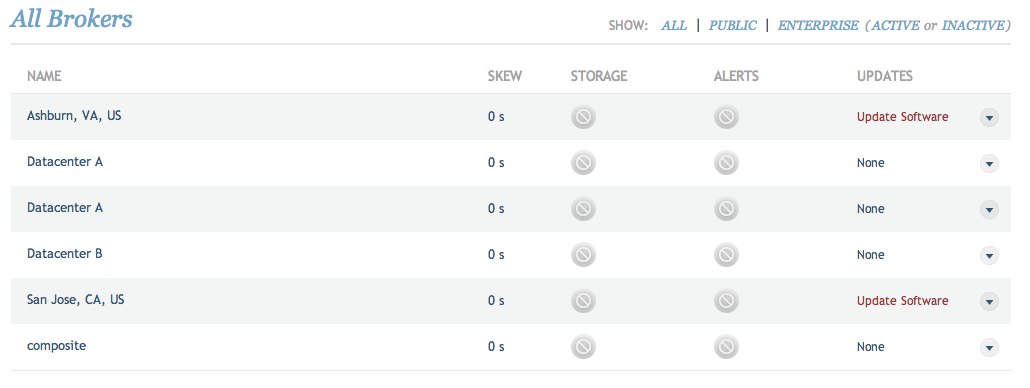 All Brokers
SHOW: ALL | PUBLIC | ENTERPRISE (ACTIVE or INACTIVE)
NAME SKEW STORAGE ALERTS UPDATES
Ashburn, VA, US 0 s Update Software
Datacenter A 0 s None
Datacenter A 0 s None
Datacenter B 0 s None
San Jose, CA, US 0 s Update Software
composite 0 s None